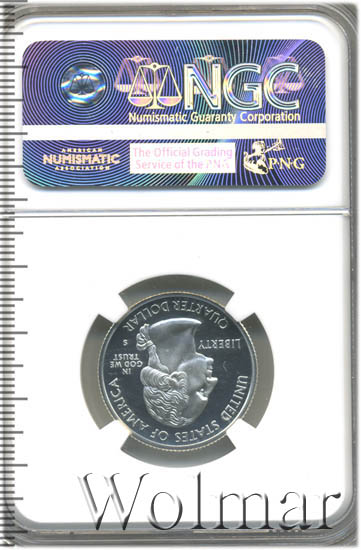 NGC
Numismatic Guaranty Corporation
AMERICAN
NUMISMATIC
ASSOCIATION
The Official Grading
Service of the ANA
PNG
UNITED STATES OF AMERICA
LIBERTY
IN
GOD WE
TRUST
S
QUARTER DOLLAR
Wolmar